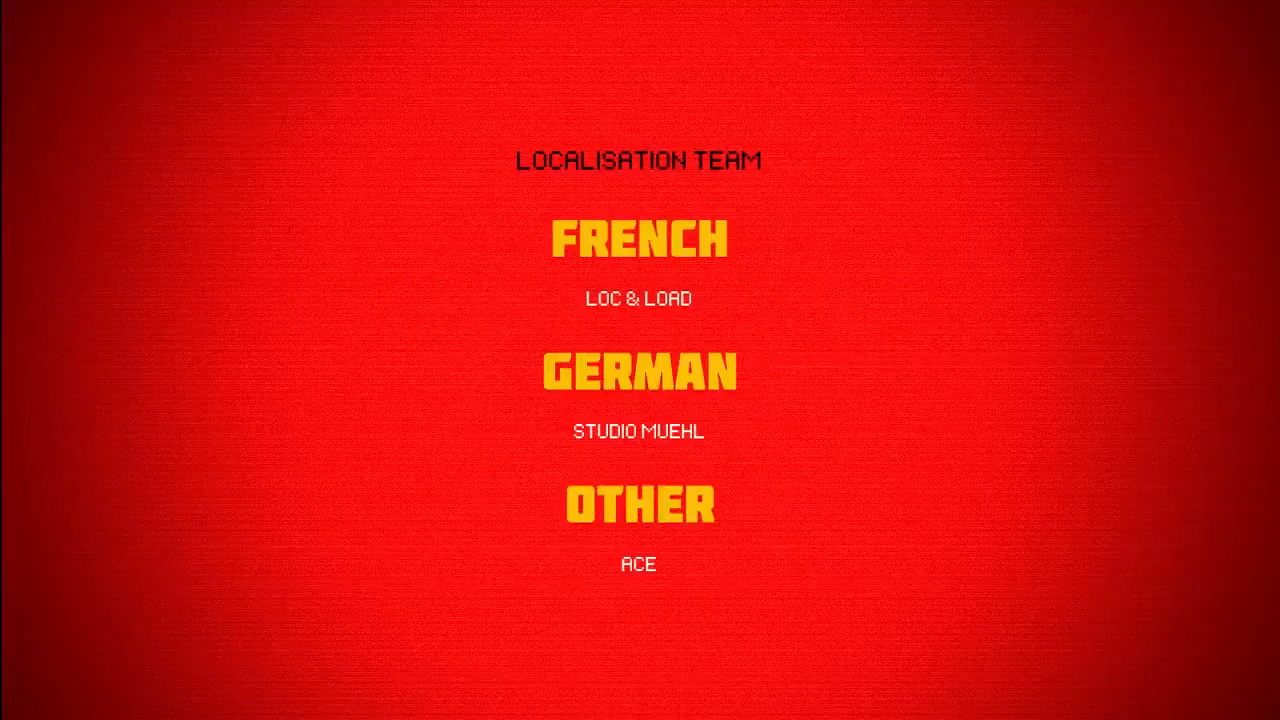 LOCALISATION TEAM
FRENCH
LOC & LOAD
GERMAN
STUDIO MUEHL
OTHER
ACE